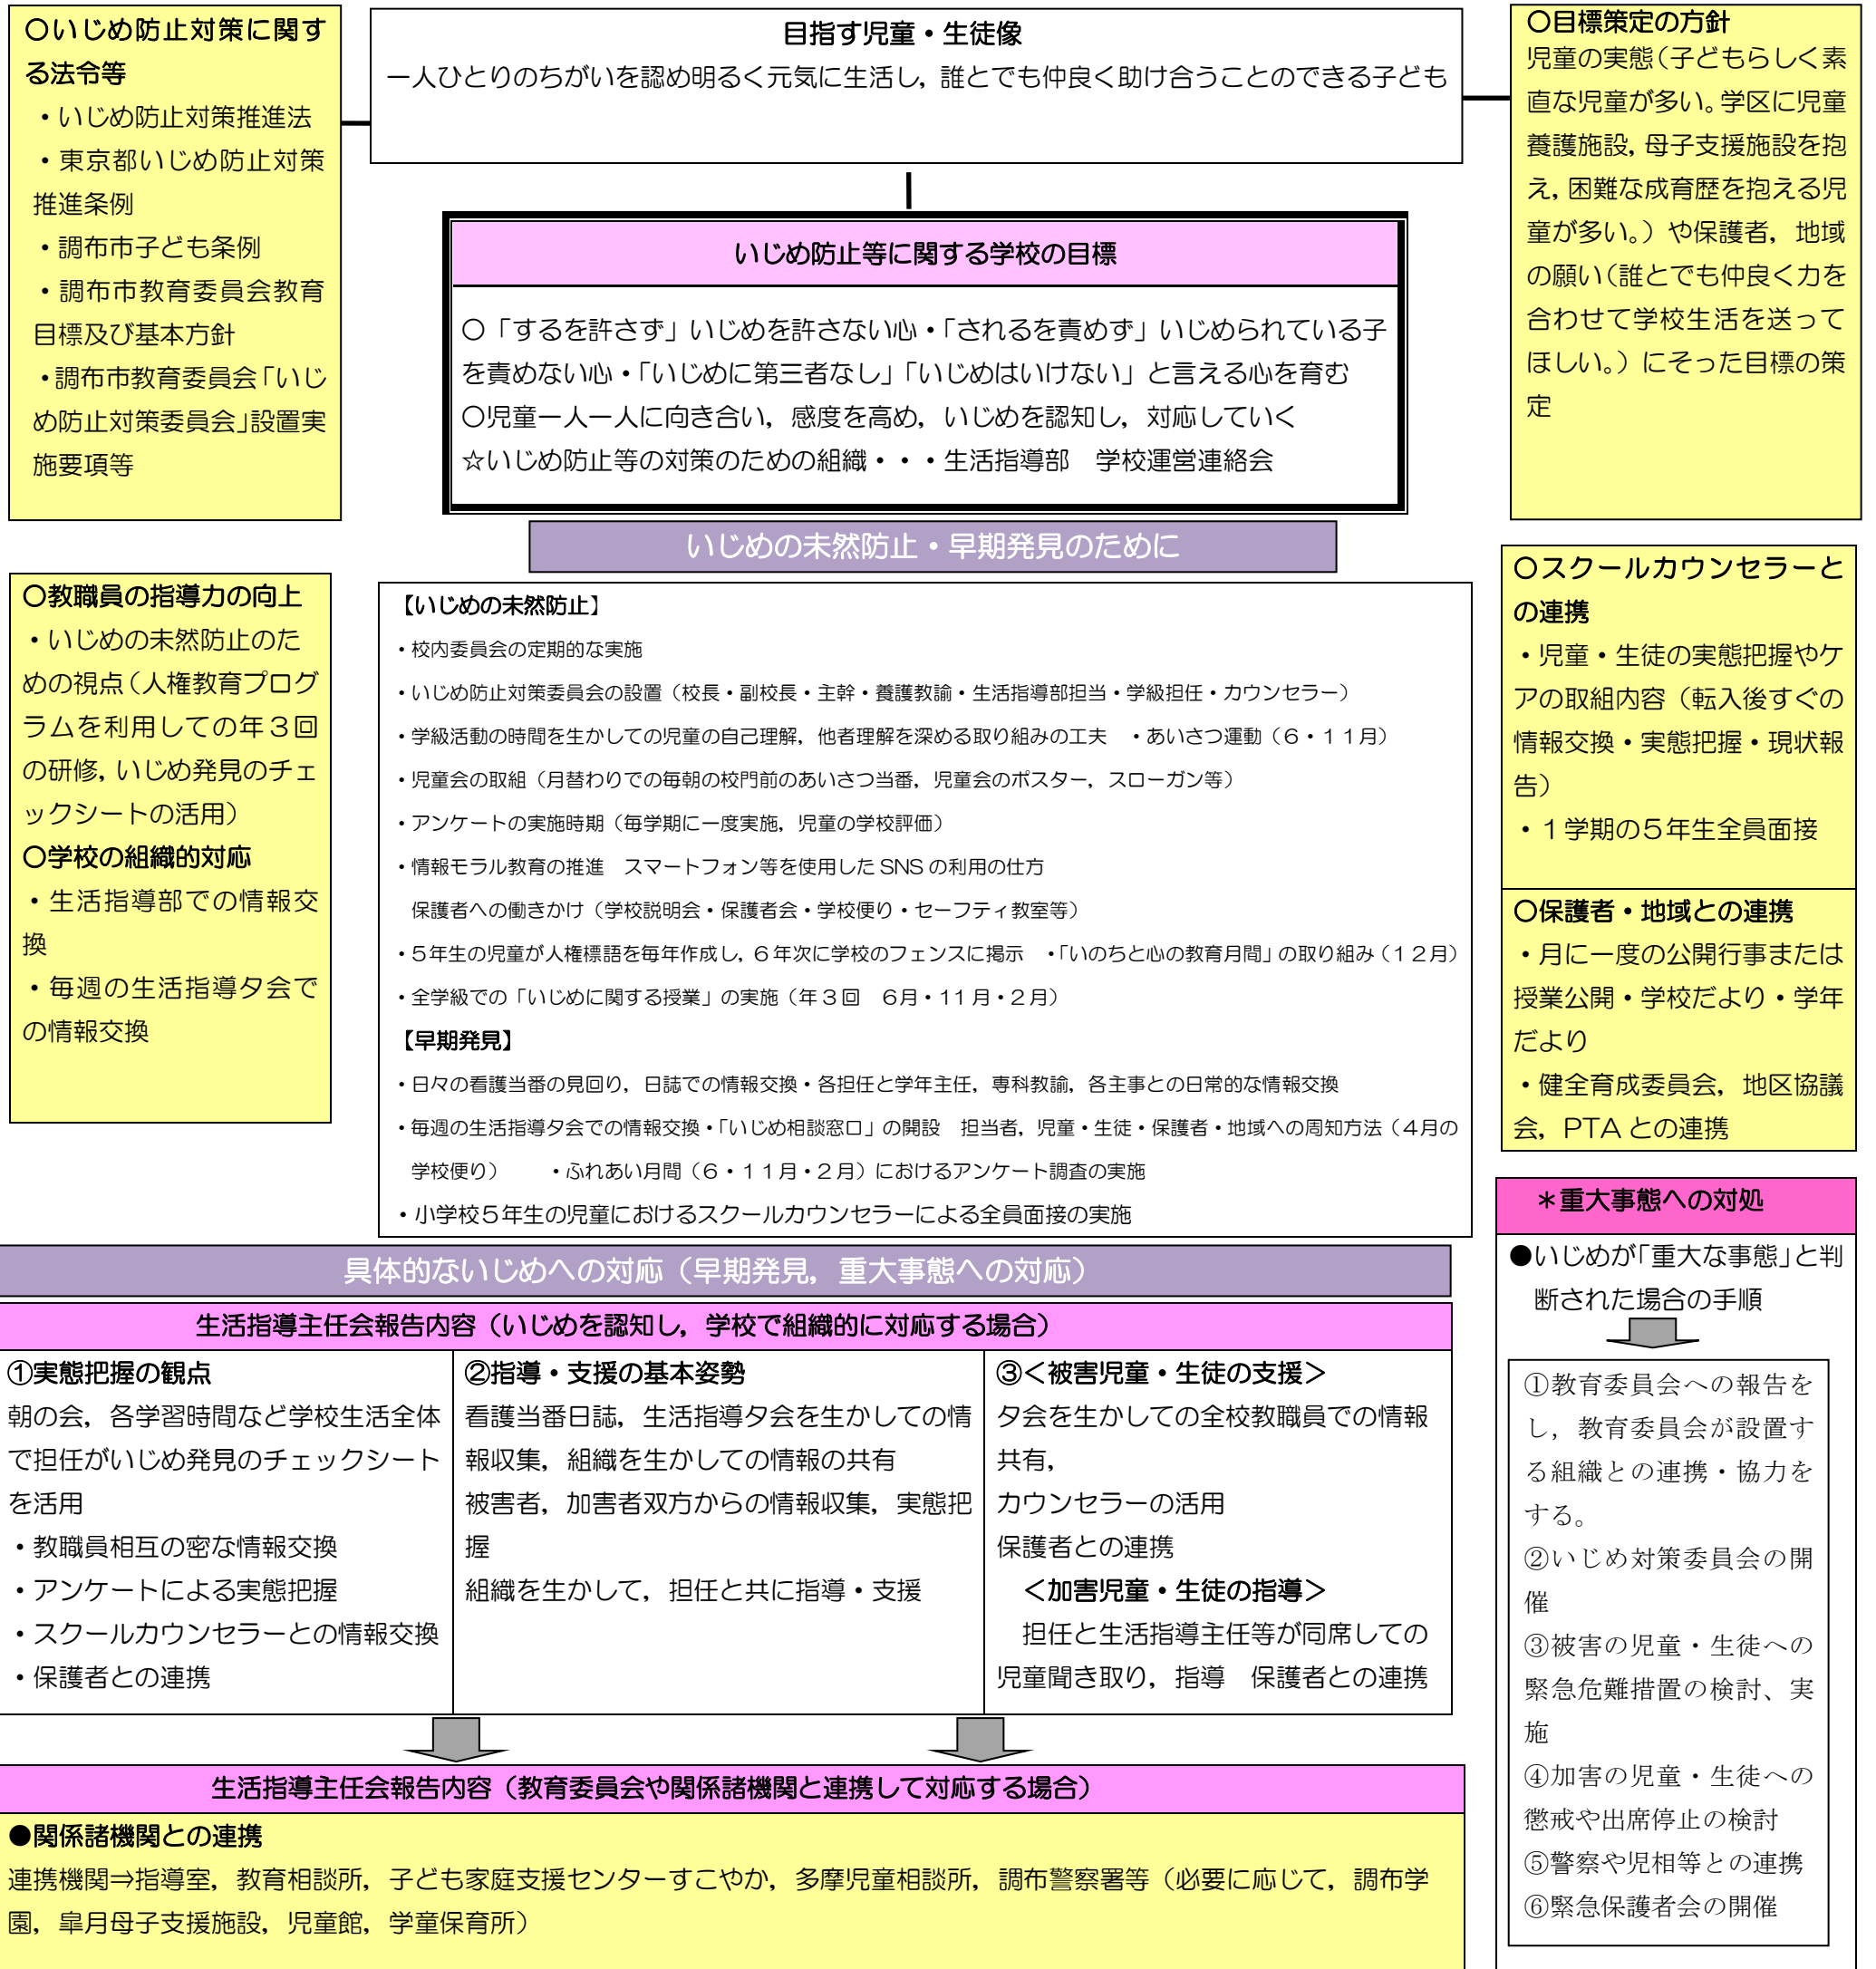 〇いじめ防止対策に関す
る法令等
・いじめ防止対策推進法
・東京都いじめ防止対策
推進条例
・調布市子ども条例
・調布市教育委員会教育
目標及び基本方針
・調布市教育委員会「いじ
め防止対策委員会」設置実
施要項等
目指す児童・生徒像
一人ひとりのちがいを認め明るく元気に生活し，誰とでも仲良く助け合うことのできる子ども
〇目標策定の方針
児童の実態（子どもらしく素
直な児童が多い。学区に児童
養護施設，母子支援施設を抱
え，困難な成育歴を抱える児
童が多い。）や保護者，地域
の願い（誰とでも仲良く力を
合わせて学校生活を送って
ほしい。）にそった目標の策
定
いじめ防止等に関する学校の目標
〇「するを許さず」いじめを許さない心・「されるを責めず」いじめられている子
を責めない心・「いじめに第三者なし」「いじめはいけない」と言える心を育む
〇児童一人一人に向き合い，感度を高め，いじめを認知し，対応していく
☆いじめ防止等の対策のための組織・・・生活指導部　学校運営連絡会
いじめの未然防止・早期発見のために
〇教職員の指導力の向上
・いじめの未然防止のた
めの視点（人権教育プログ
ラムを利用しての年３回
の研修，いじめ発見のチェ
ックシートの活用）
〇学校の組織的対応
・生活指導部での情報交
換
・毎週の生活指導夕会で
の情報交換
【いじめの未然防止】
・校内委員会の定期的な実施
・いじめ防止対策委員会の設置（校長・副校長・主幹・養護教諭・生活指導部担当・学級担任・カウンセラー）
・学級活動の時間を生かしての児童の自己理解，他者理解を深める取り組みの工夫　・あいさつ運動（６・１１月）
・児童会の取組（月替わりでの毎朝の校門前のあいさつ当番，児童会のポスター，スローガン等）
・アンケートの実施時期（毎学期に一度実施，児童の学校評価）
・情報モラル教育の推進　スマートフォン等を使用した SNS の利用の仕方
保護者への働きかけ（学校説明会・保護者会・学校便り・セーフティ教室等）
・５年生の児童が人権標語を毎年作成し，６年次に学校のフェンスに掲示　・「いのちと心の教育月間」の取り組み（１２月）
・全学級での「いじめに関する授業」の実施（年３回　６月・11 月・２月）
【早期発見】
・日々の看護当番の見回り，日誌での情報交換・各担任と学年主任，専科教諭，各主事との日常的な情報交換
・毎週の生活指導夕会での情報交換・「いじめ相談窓口」の開設　担当者，児童・生徒・保護者・地域への周知方法（４月の
学校便り）　　・ふれあい月間（６・１１月・２月）におけるアンケート調査の実施
・小学校５年生の児童におけるスクールカウンセラーによる全員面接の実施
〇スクールカウンセラーと
の連携
・児童・生徒の実態把握やケ
アの取組内容（転入後すぐの
情報交換・実態把握・現状報
告）
・１学期の５年生全員面接
〇保護者・地域との連携
・月に一度の公開行事または
授業公開・学校だより・学年
だより
・健全育成委員会，地区協議
会，PTA との連携
具体的ないじめへの対応（早期発見，重大事態への対応）
生活指導主任会報告内容（いじめを認知し，学校で組織的に対応する場合）
①実態把握の観点
朝の会，各学習時間など学校生活全体
で担任がいじめ発見のチェックシート
を活用
・教職員相互の密な情報交換
・アンケートによる実態把握
・スクールカウンセラーとの情報交換
・保護者との連携
②指導・支援の基本姿勢
看護当番日誌，生活指導夕会を生かしての情
報収集，組織を生かしての情報の共有
被害者，加害者双方からの情報収集，実態把
握
組織を生かして，担任と共に指導・支援
③＜被害児童・生徒の支援＞
夕会を生かしての全校教職員での情報
共有，
カウンセラーの活用
保護者との連携
＜加害児童・生徒の指導＞
担任と生活指導主任等が同席しての
児童聞き取り，指導　保護者との連携
生活指導主任会報告内容（教育委員会や関係諸機関と連携して対応する場合）
●関係諸機関との連携
連携機関⇒指導室，教育相談所，子ども家庭支援センターすこやか，多摩児童相談所，調布警察署等（必要に応じて，調布学
園，皐月母子支援施設，児童館，学童保育所）
＊重大事態への対処
●いじめが「重大な事態」と判
断された場合の手順
①教育委員会への報告を
し，教育委員会が設置す
る組織との連携・協力を
する。
②いじめ対策委員会の開
催
③被害の児童・生徒への
緊急危難措置の検討、実
施
④加害の児童・生徒への
懲戒や出席停止の検討
⑤警察や児相等との連携
⑥緊急保護者会の開催